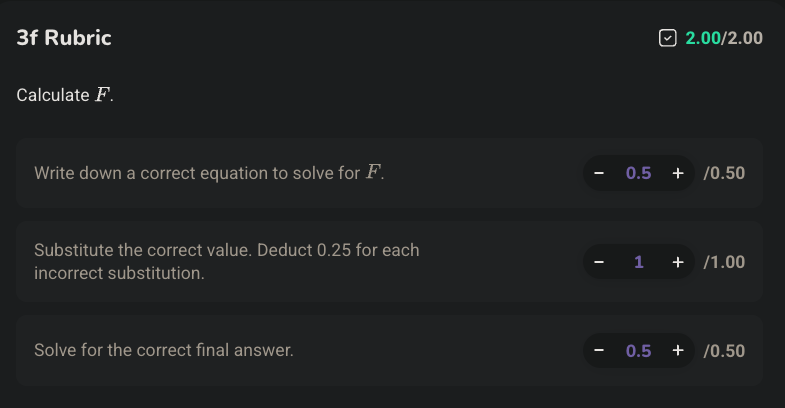 3f Rubric
2.00/2.00
Calculate F.
Write down a correct equation to solve for F.
− 0.5 + /0.50
Substitute the correct value. Deduct 0.25 for each
incorrect substitution.
− 1 + /1.00
Solve for the correct final answer.
− 0.5 + /0.50